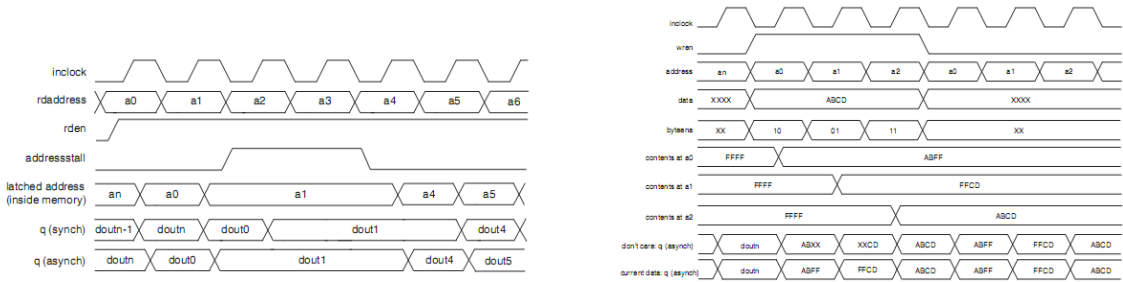 inclock
rdaddress a0 a1 a2 a3 a4 a5 a6
rden
addressstall
latched address
(inside memory) an a0 a1 a4 a5
q (synch) doutn-1 doutn dout0 dout1 dout4
q (asynch) doutn dout0 dout1 dout4 dout5
inclock
wren
address an a0 a1 a2 a0 a1 a2
data XXXX ABCD XXXX
byteena XX 10 01 11 XX
contents at a0 FFFF ABFF
contents at a1 FFFF FFCD
contents at a2 FFFF ABCD
don't care: q (asynch) doutn ABXX XXCD ABCD ABFF FFCD ABCD
current data: q (asynch) doutn ABFF FFCD ABCD ABFF FFCD ABCD